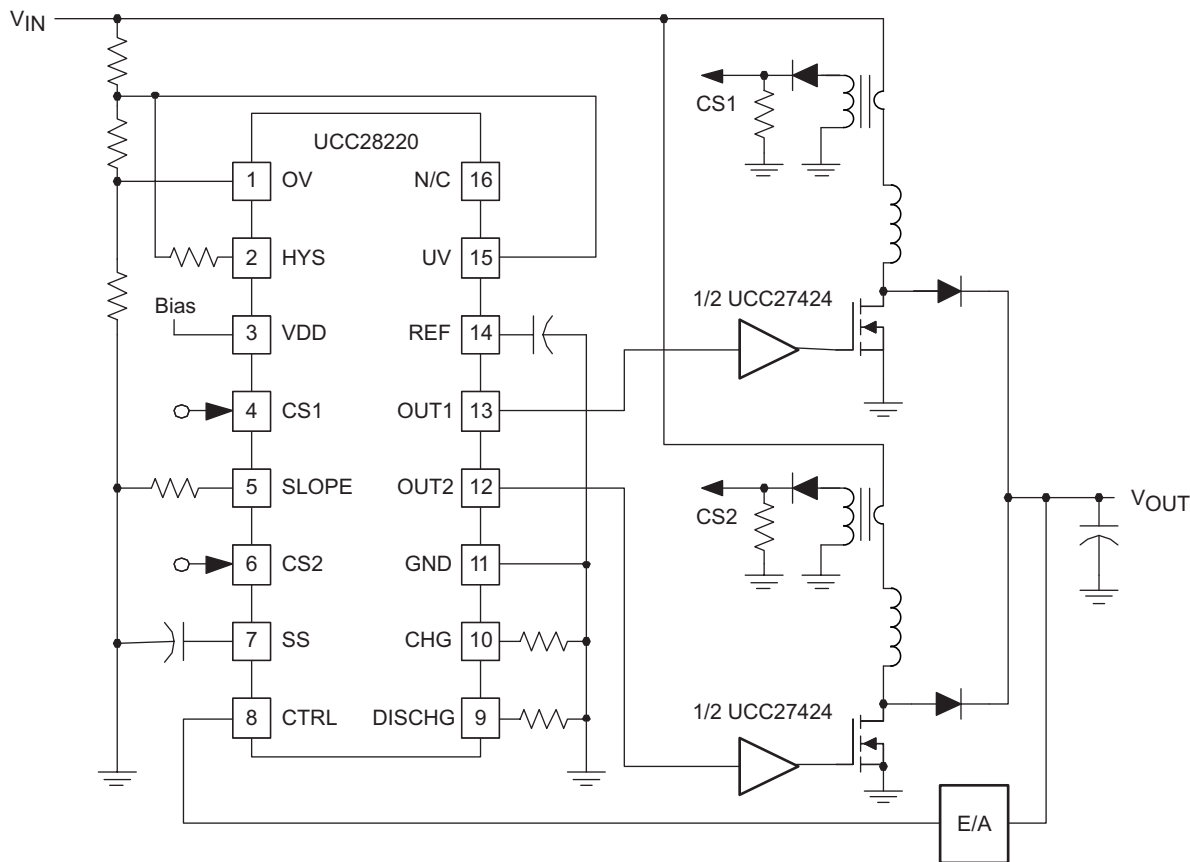 VIN
CS1
UCC28220
1 OV
N/C 16
2 HYS
UV 15
1/2 UCC27424
Bias
3 VDD
REF 14
4 CS1
OUT1 13
5 SLOPE
OUT2 12
CS2
VOUT
6 CS2
GND 11
7 SS
CHG 10
8 CTRL
DISCHG 9
1/2 UCC27424
E/A